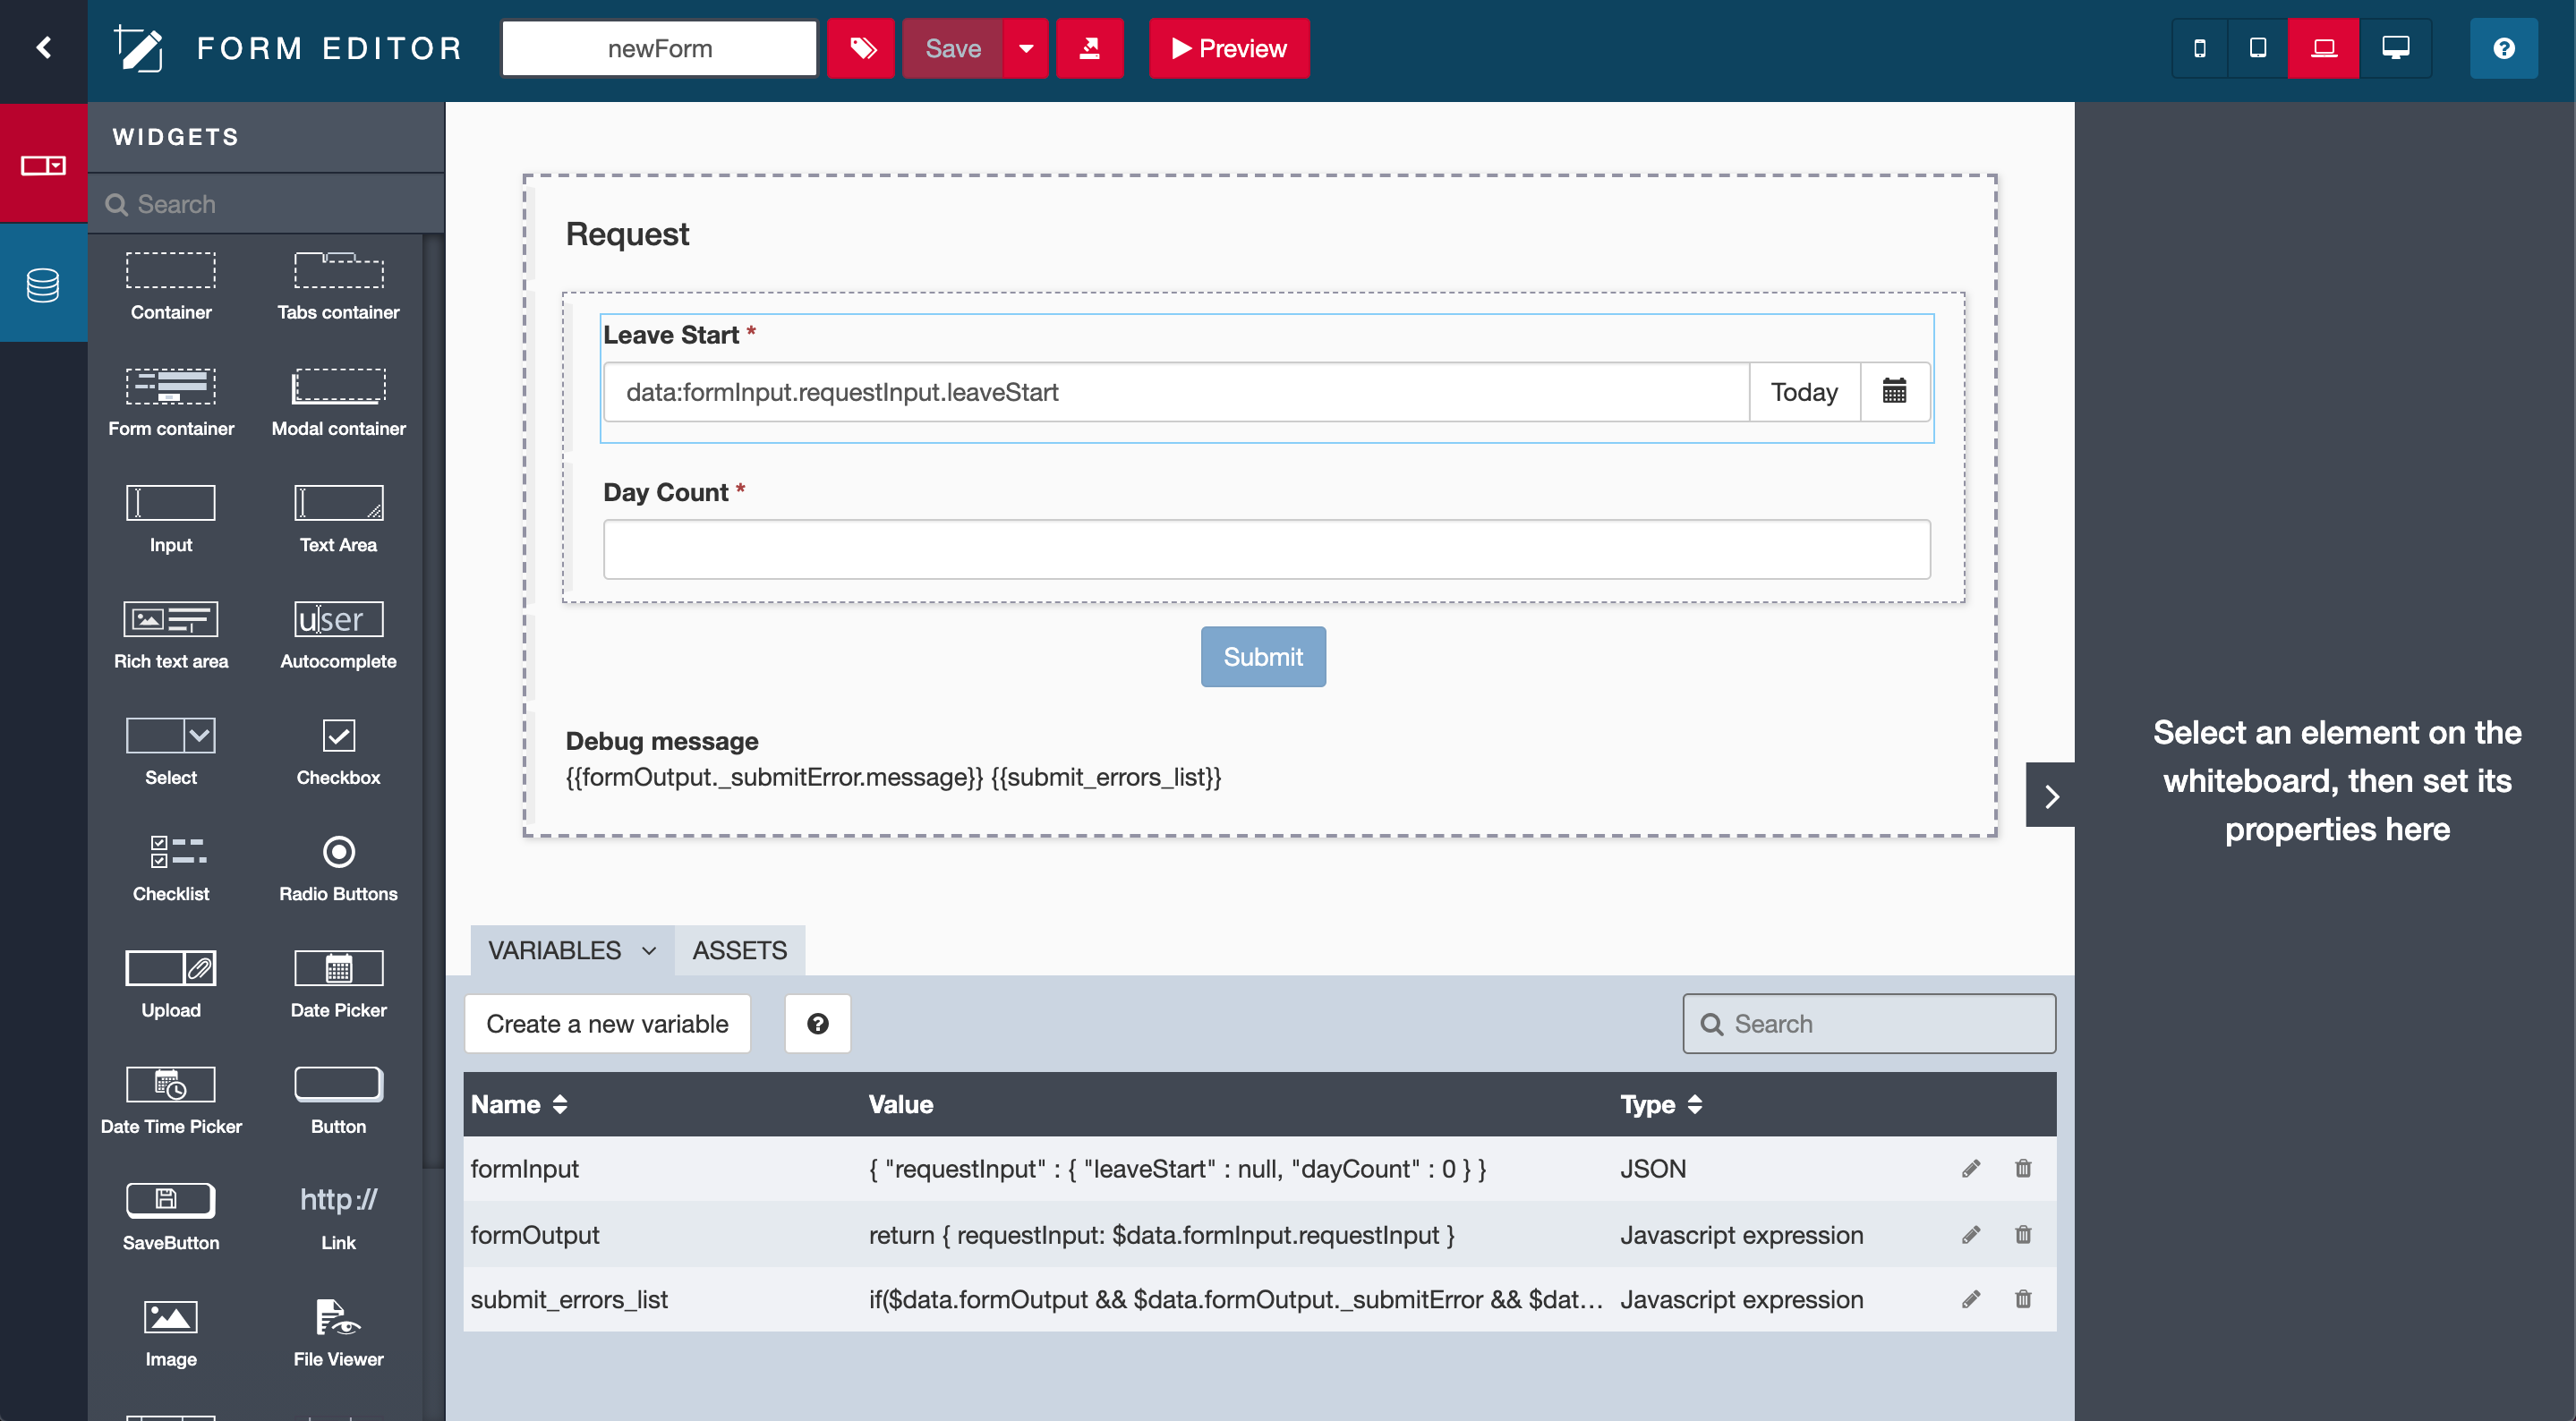 FORM EDITOR
newForm
Save
Preview
?
WIDGETS
Search
Container
Tabs container
Form container
Modal container
Input
Text Area
Rich text area
user
Autocomplete
Select
Checkbox
Checklist
Radio Buttons
Upload
Date Picker
Date Time Picker
Button
SaveButton
http://
Link
Image
File Viewer
Request
Leave Start *
data:formInput.requestInput.leaveStart
Today
Day Count *
Submit
Debug message
{{formOutput._submitError.message}} {{submit_errors_list}}
Select an element on the
whiteboard, then set its
properties here
VARIABLES
ASSETS
Create a new variable
?
Search
Name Value Type
formInput { "requestInput" : { "leaveStart" : null, "dayCount" : 0 } } JSON
formOutput return { requestInput: $data.formInput.requestInput } Javascript expression
submit_errors_list if($data.formOutput && $data.formOutput._submitError && $dat... Javascript expression